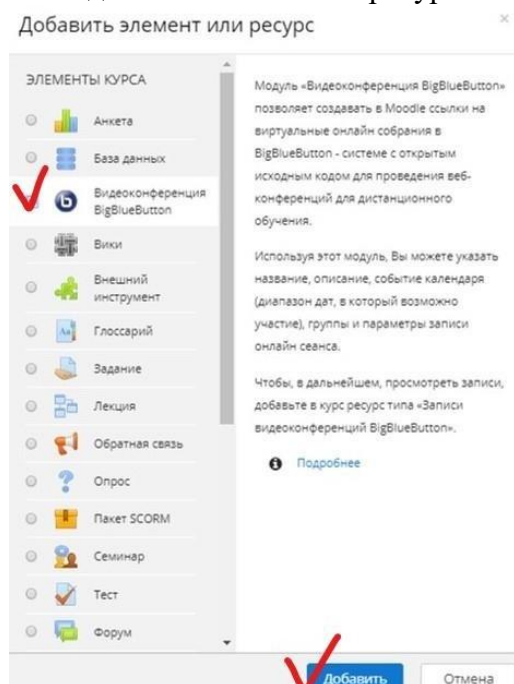 Добавить элемент или ресурс
×
ЭЛЕМЕНТЫ КУРСА
Анкета
База данных
Видеоконференция
BigBlueButton
Вики
Внешний
инструмент
Глоссарий
Задание
Лекция
Обратная связь
Опрос
Пакет SCORM
Семинар
Тест
Форум
Модуль «Видеоконференция BigBlueButton»
позволяет создавать в Moodle ссылки на
виртуальные онлайн собрания в
BigBlueButton - системе с открытым
исходным кодом для проведения веб-
конференций для дистанционного
обучения.
Используя этот модуль, Вы можете указать
название, описание, событие календаря
(диапазон дат, в который возможно
участие), группы и параметры записи
онлайн сеанса.
Чтобы, в дальнейшем, просмотреть записи,
добавьте в курс ресурс типа «Записи
видеоконференций BigBlueButton».
Подробнее
Добавить
Отмена